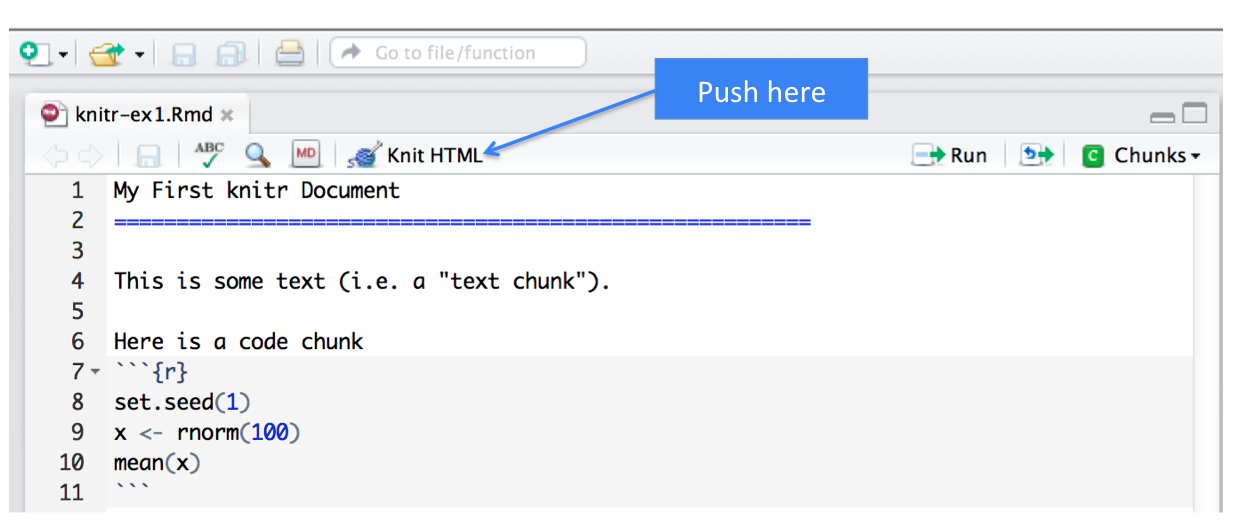 Go to file/function
Push here
knitr-ex1.Rmd
ABC MD Knit HTML Run C Chunks
1 My First knitr Document
2 ========================================================
3
4 This is some text (i.e. a "text chunk").
5
6 Here is a code chunk
7 ```{r}
8 set.seed(1)
9 x <- rnorm(100)
10 mean(x)
11 ```